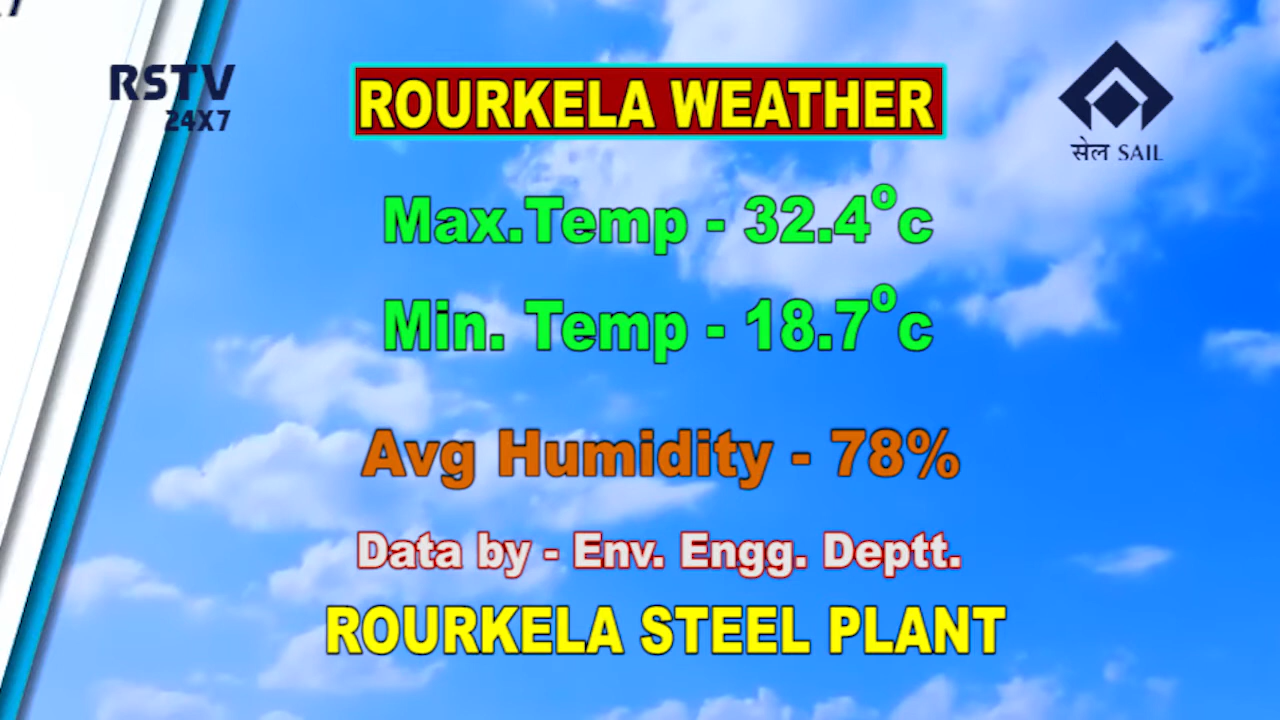 RSTV
24X7
ROURKELA WEATHER
सेल SAIL
Max.Temp - 32.4°c
Min. Temp - 18.7°c
Avg Humidity - 78%
Data by - Env. Engg. Deptt.
ROURKELA STEEL PLANT